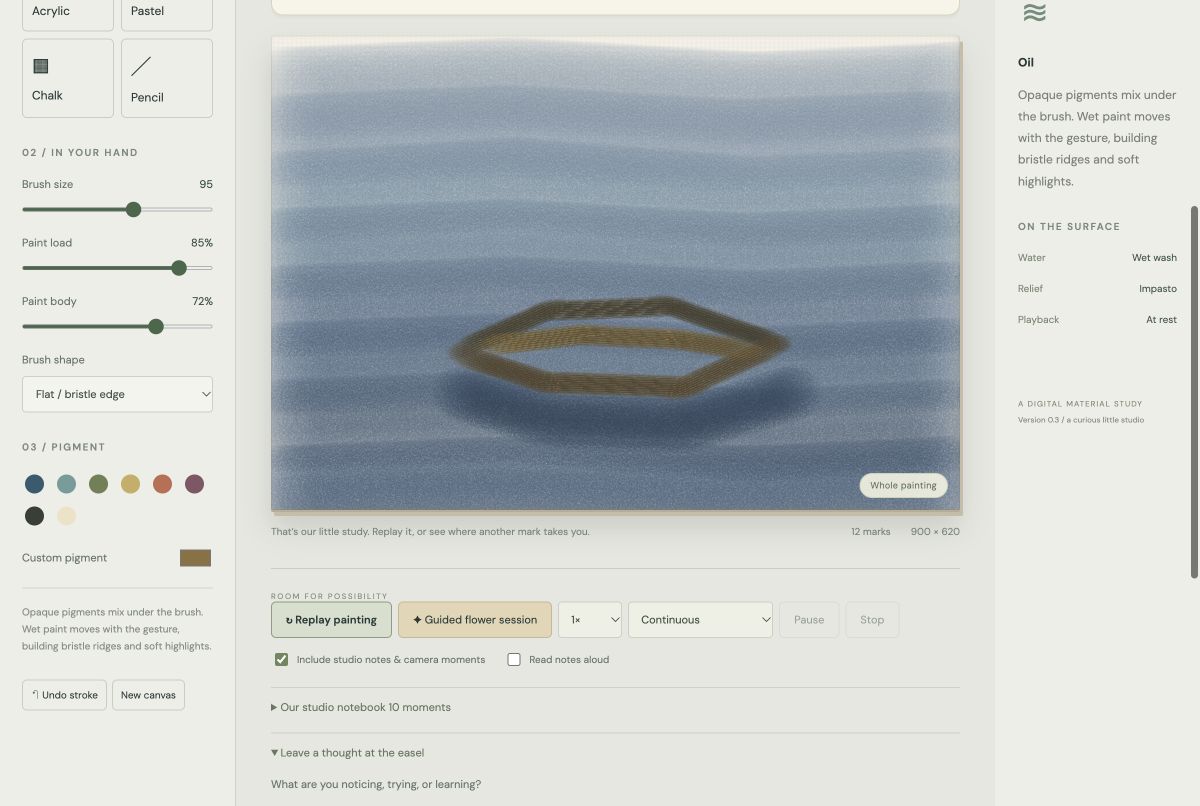 Acrylic
Pastel
Chalk
Pencil
02 / IN YOUR HAND
Brush size 95
Paint load 85%
Paint body 72%
Brush shape
Flat / bristle edge
03 / PIGMENT
Custom pigment
Opaque pigments mix under the brush.
Wet paint moves with the gesture,
building bristle ridges and soft highlights.
Undo stroke
New canvas
Whole painting
That's our little study. Replay it, or see where another mark takes you.
12 marks
900 × 620
ROOM FOR POSSIBILITY
↻ Replay painting
✦ Guided flower session
1×
Continuous
Pause
Stop
Include studio notes & camera moments
Read notes aloud
Our studio notebook 10 moments
Leave a thought at the easel
What are you noticing, trying, or learning?
Oil
Opaque pigments mix under
the brush. Wet paint moves
with the gesture, building
bristle ridges and soft
highlights.
ON THE SURFACE
Water Wet wash
Relief Impasto
Playback At rest
A DIGITAL MATERIAL STUDY
Version 0.3 / a curious little studio